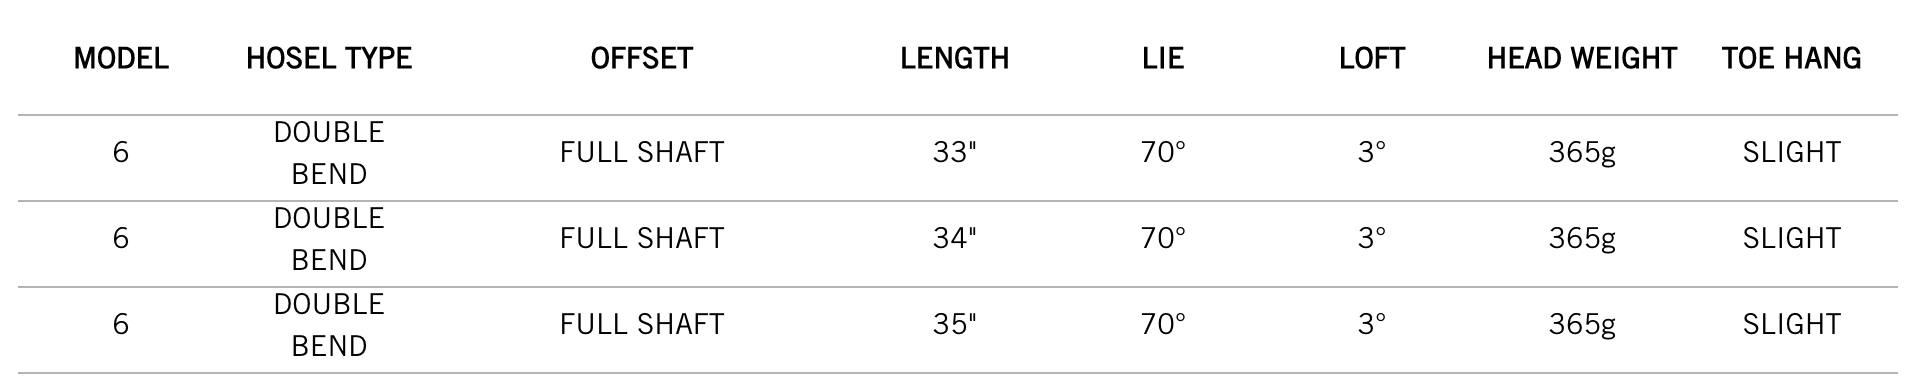 MODEL HOSEL TYPE OFFSET LENGTH LIE LOFT HEAD WEIGHT TOE HANG
6 DOUBLE BEND FULL SHAFT 33" 70° 3° 365g SLIGHT
6 DOUBLE BEND FULL SHAFT 34" 70° 3° 365g SLIGHT
6 DOUBLE BEND FULL SHAFT 35" 70° 3° 365g SLIGHT